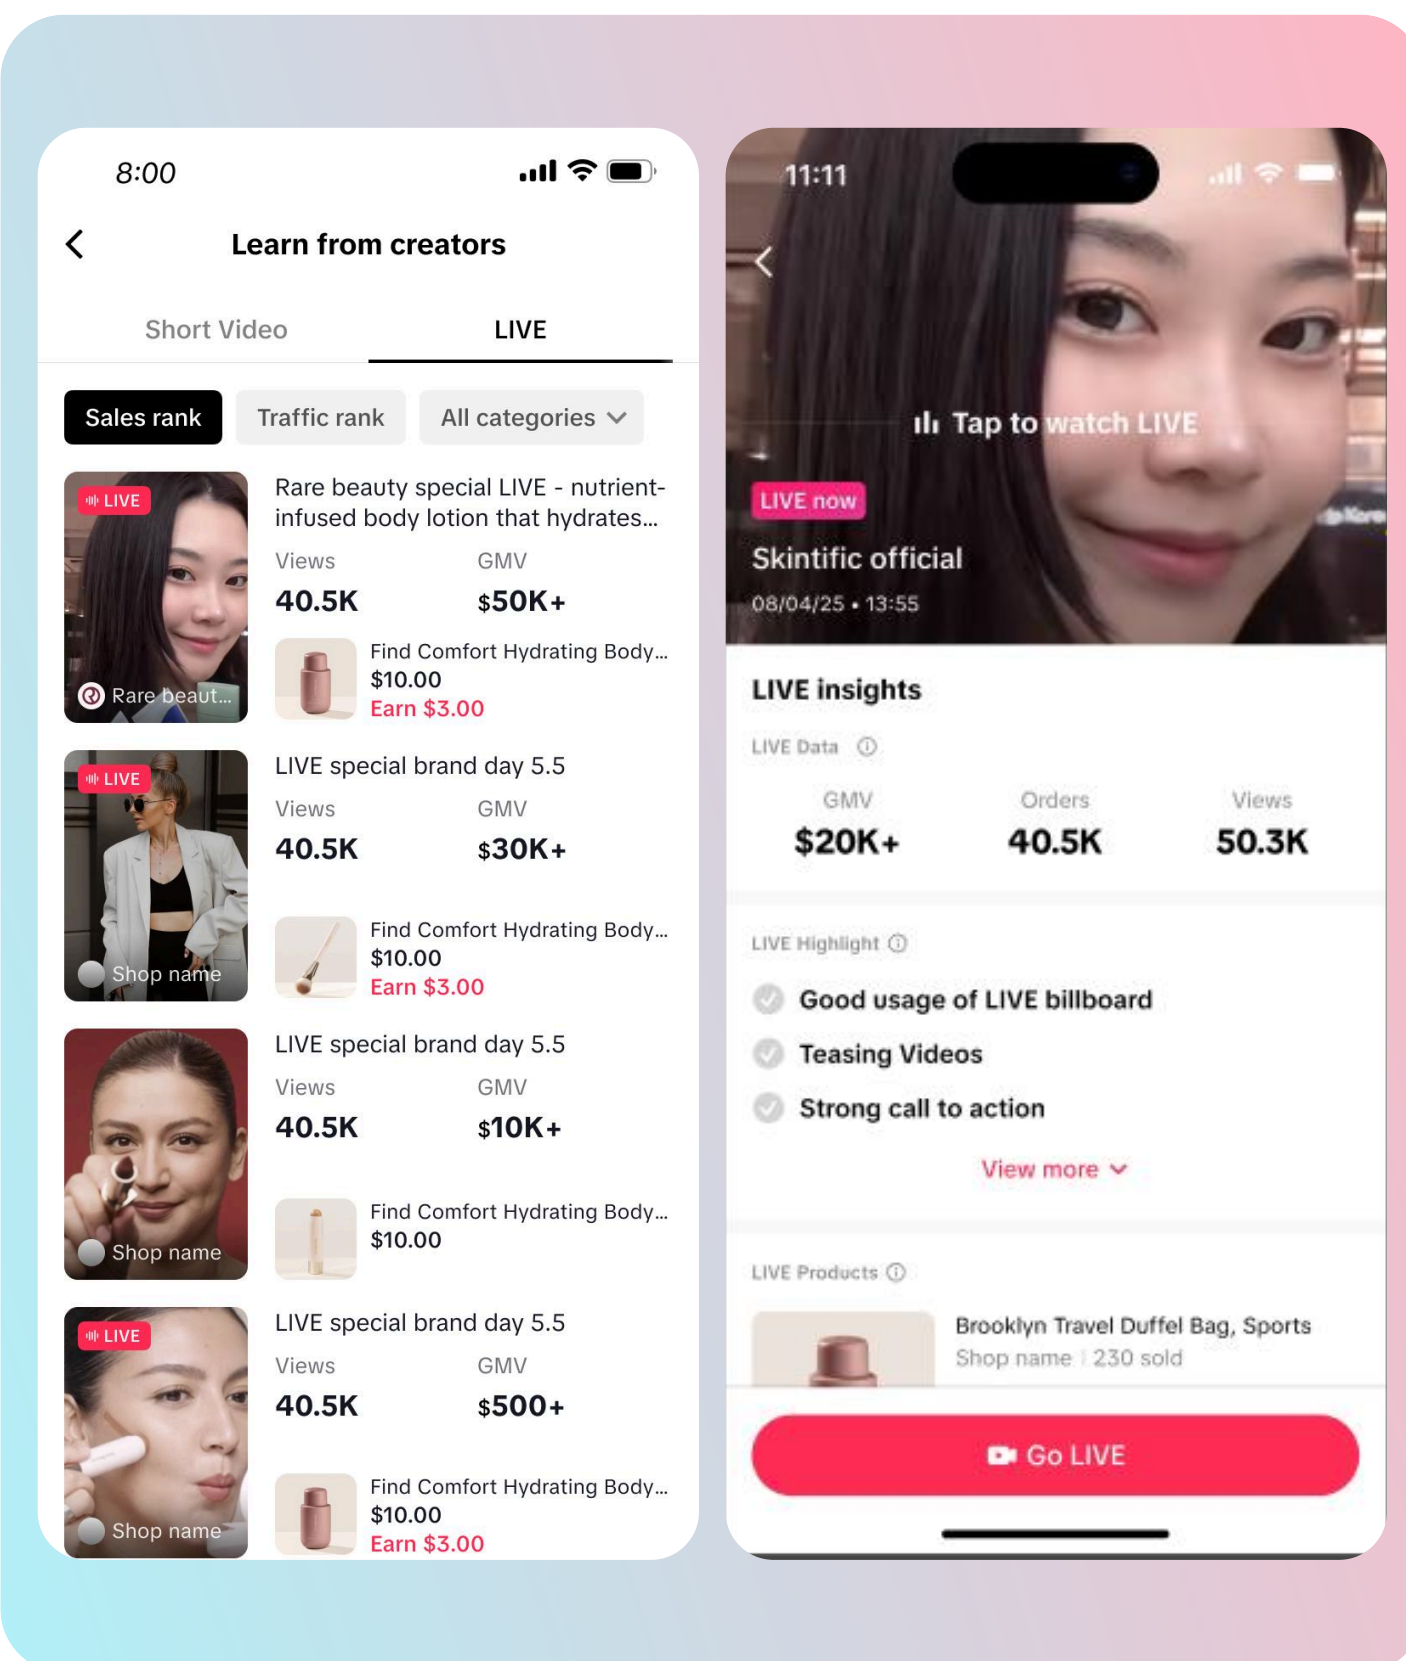 8:00
Learn from creators
Short Video
LIVE
Sales rank
Traffic rank
All categories
LIVE
Rare beaut...
Rare beauty special LIVE - nutrient-
infused body lotion that hydrates...
Views
GMV
40.5K
$50K+
Find Comfort Hydrating Body...
$10.00
Earn $3.00
LIVE
Shop name
LIVE special brand day 5.5
Views
GMV
40.5K
$30K+
Find Comfort Hydrating Body...
$10.00
Earn $3.00
Shop name
LIVE special brand day 5.5
Views
GMV
40.5K
$10K+
Find Comfort Hydrating Body...
$10.00
LIVE
Shop name
LIVE special brand day 5.5
Views
GMV
40.5K
$500+
Find Comfort Hydrating Body...
$10.00
Earn $3.00
11:11
Tap to watch LIVE
LIVE now
Skintific official
08/04/25 • 13:55
LIVE insights
LIVE Data
GMV
Orders
Views
$20K+
40.5K
50.3K
LIVE Highlight
Good usage of LIVE billboard
Teasing Videos
Strong call to action
View more
LIVE Products
Brooklyn Travel Duffel Bag, Sports
Shop name | 230 sold
Go LIVE